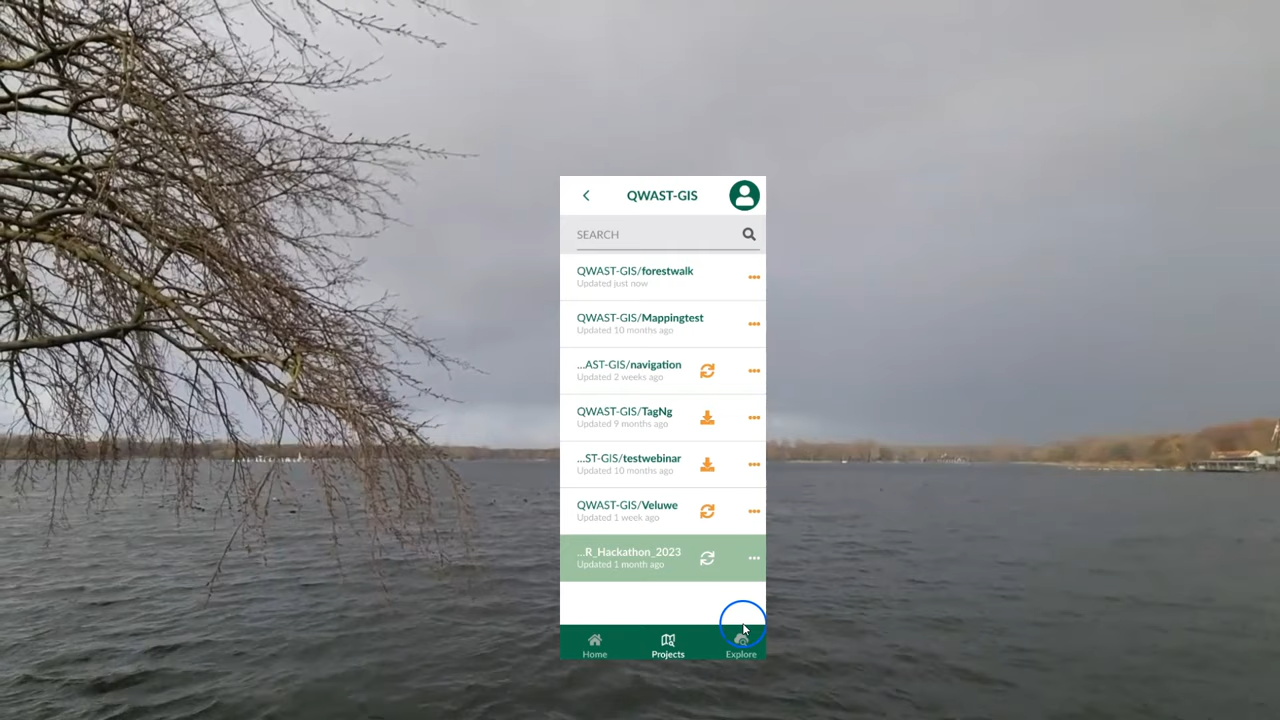 QWAST-GIS
SEARCH
QWAST-GIS/forestwalk
Updated just now
QWAST-GIS/Mappingtest
Updated 10 months ago
...AST-GIS/navigation
Updated 2 weeks ago
QWAST-GIS/TagNg
Updated 9 months ago
...ST-GIS/testwebinar
Updated 10 months ago
QWAST-GIS/Veluwe
Updated 1 week ago
...R_Hackathon_2023
Updated 1 month ago
Home Projects Explore